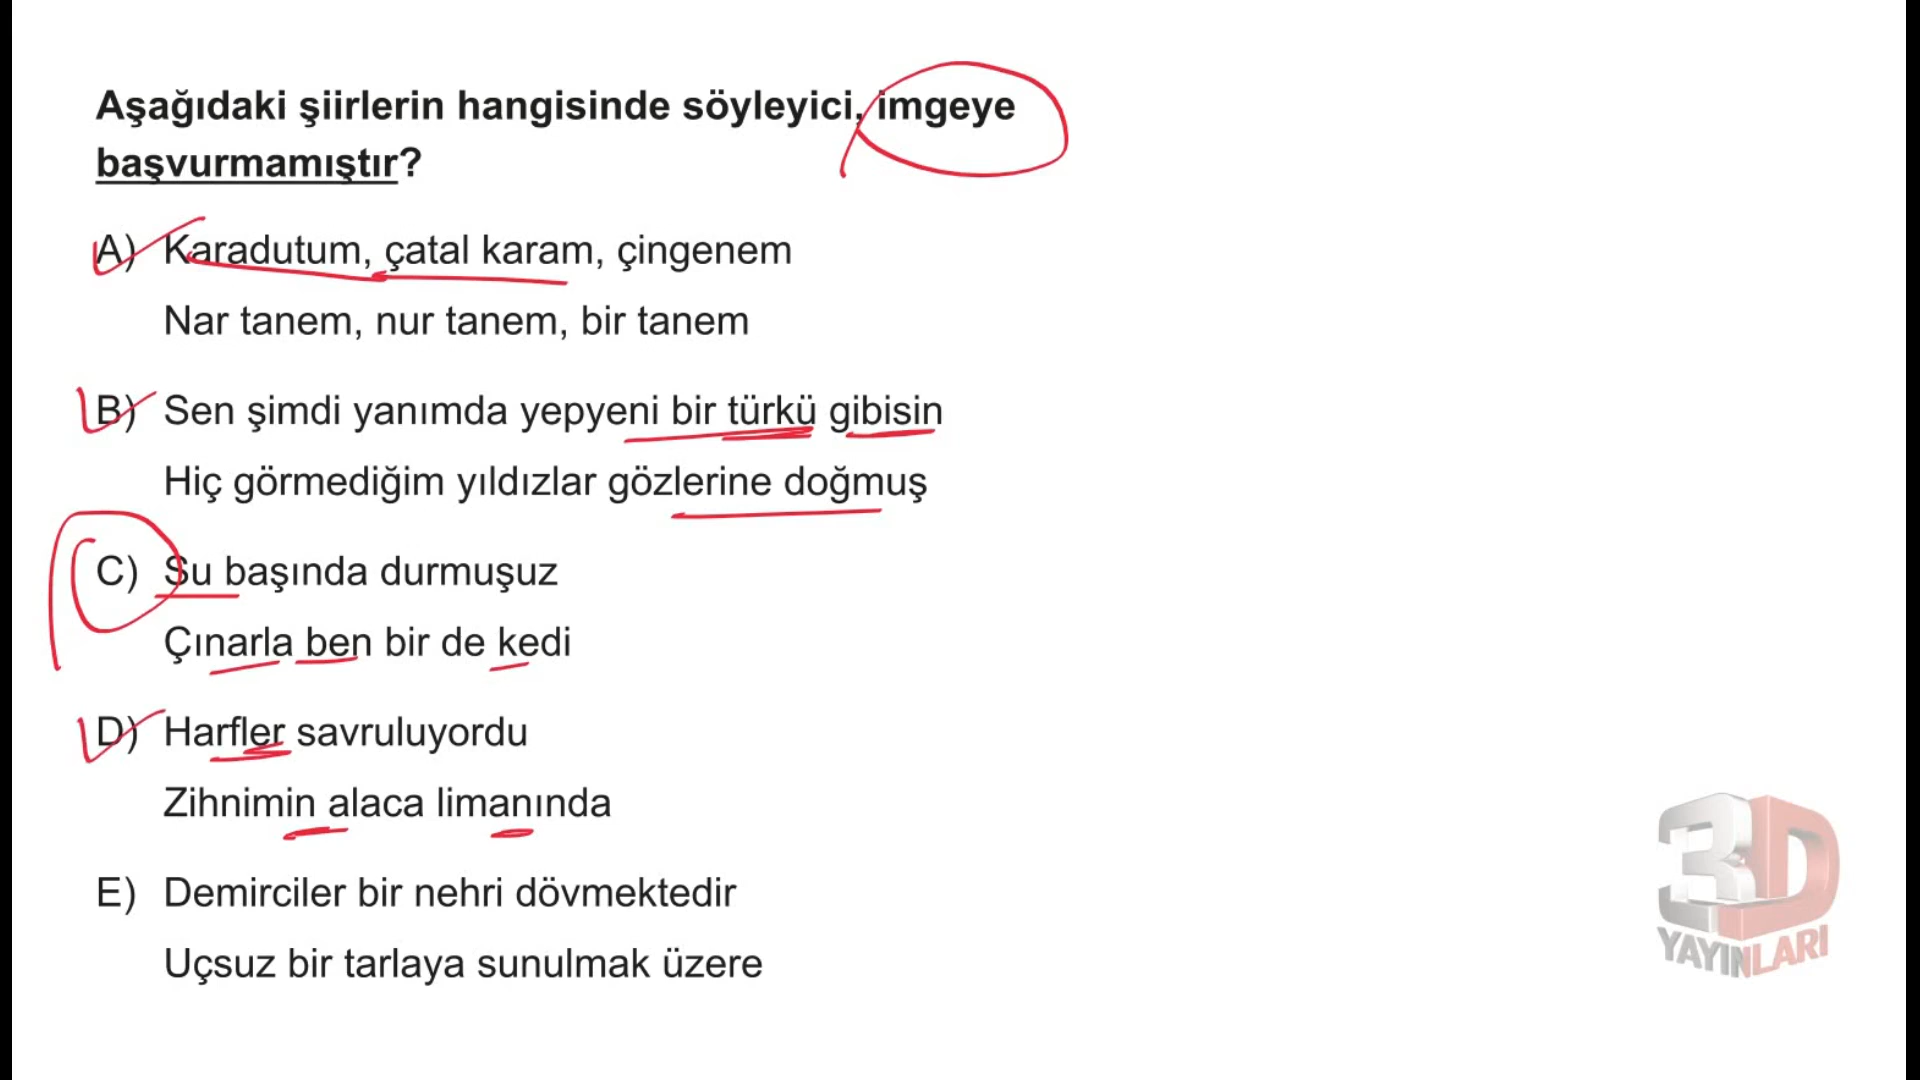 Aşağıdaki şiirlerin hangisinde söyleyici, imgeye
başvurmamıştır?
A) Karadutum, çatal karam, çingenem
Nar tanem, nur tanem, bir tanem
B) Sen şimdi yanımda yepyeni bir türkü gibisin
Hiç görmediğim yıldızlar gözlerine doğmuş
C) Su başında durmuşuz
Çınarla ben bir de kedi
D) Harfler savruluyordu
Zihnimin alaca limanında
E) Demirciler bir nehri dövmektedir
Uçsuz bir tarlaya sunulmak üzere
3D
YAYINLARI